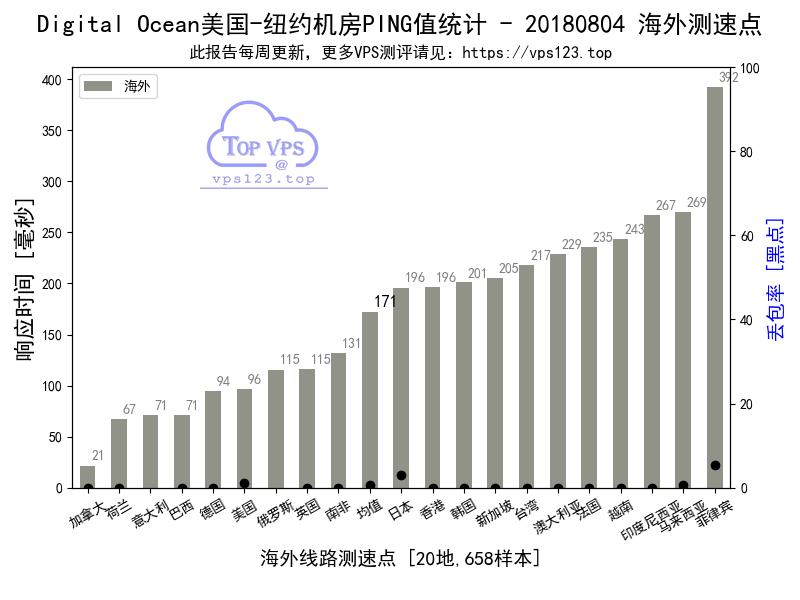 Digital Ocean美国-纽约机房PING值统计 - 20180804 海外测速点
此报告每周更新，更多VPS测评请见：https://vps123.top
海外
TOP VPS
@
vps123.top
响应时间 [毫秒]
400
350
300
250
200
150
100
50
0
21
67
71
71
94
96
115
115
131
171
196
196
201
205
217
229
235
243
267
269
392
100
80
60
40
20
0
丢包率 [黑点]
加拿大
荷兰
意大利
巴西
德国
美国
俄罗斯
英国
南非
均值
日本
香港
韩国
新加坡
台湾
澳大利亚
法国
越南
印度尼西亚
马来西亚
菲律宾
海外线路测速点 [20地,658样本]